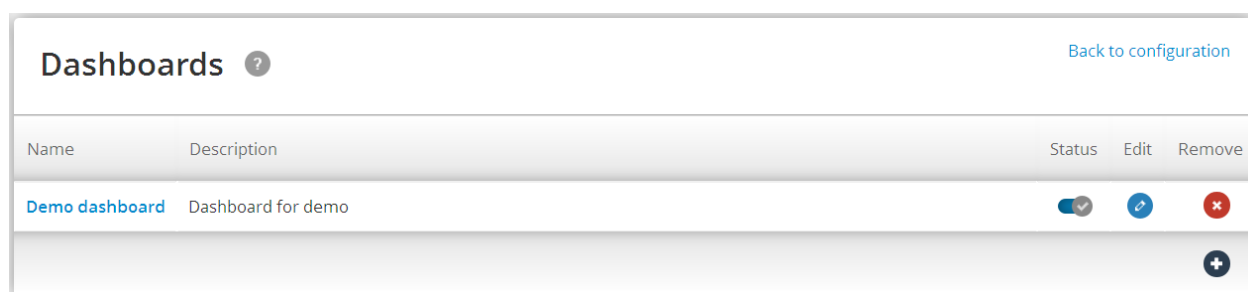 Dashboards ?
Back to configuration
Name Description Status Edit Remove
Demo dashboard Dashboard for demo